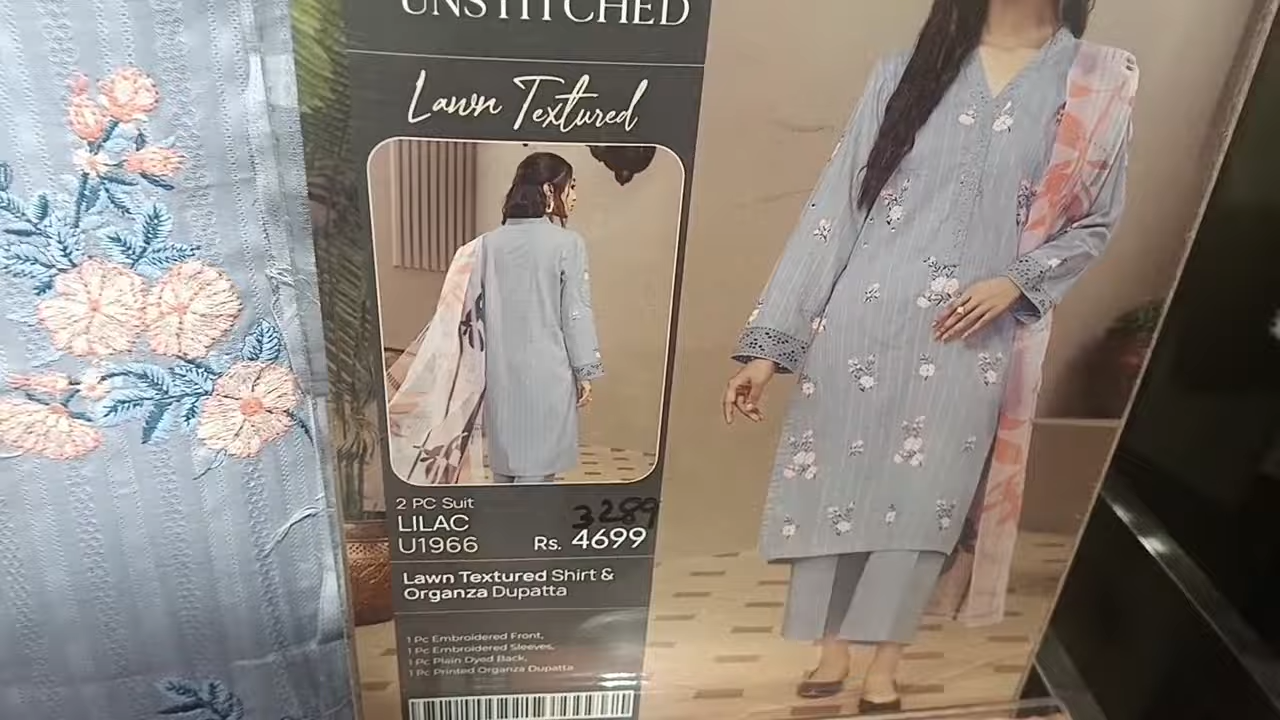 UNSTITCHED
Lawn Textured
2 PC Suit
LILAC
3289
U1966
Rs. 4699
Lawn Textured Shirt &
Organza Dupatta
1 Pc Embroidered Front,
1 Pc Embroidered Sleeves,
1 Pc Plain Dyed Back,
1 Pc Printed Organza Dupatta